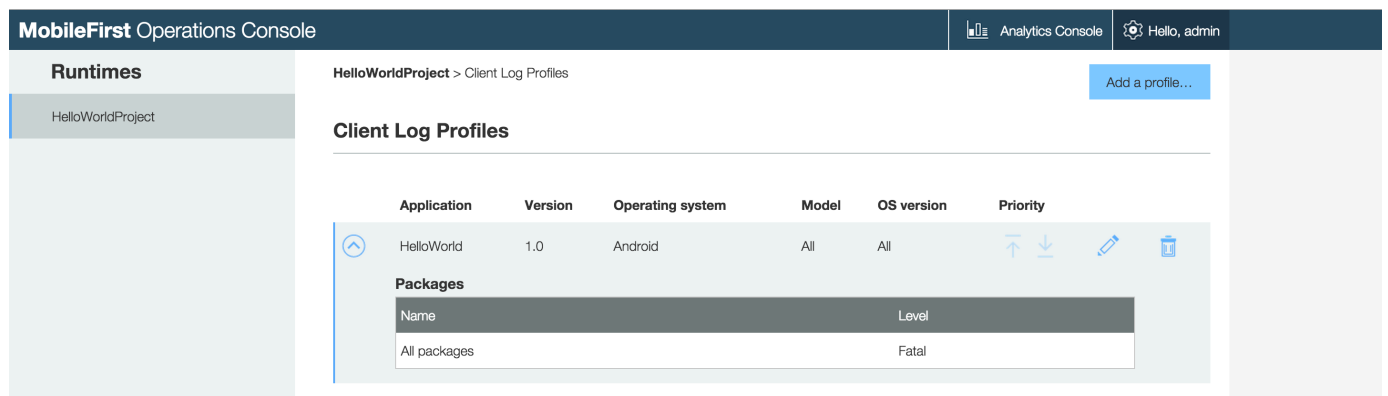 MobileFirst Operations Console
Analytics Console
Hello, admin
Runtimes
HelloWorldProject
HelloWorldProject > Client Log Profiles
Add a profile...
Client Log Profiles
Application Version Operating system Model OS version Priority
HelloWorld 1.0 Android All All
Packages
Name Level
All packages Fatal